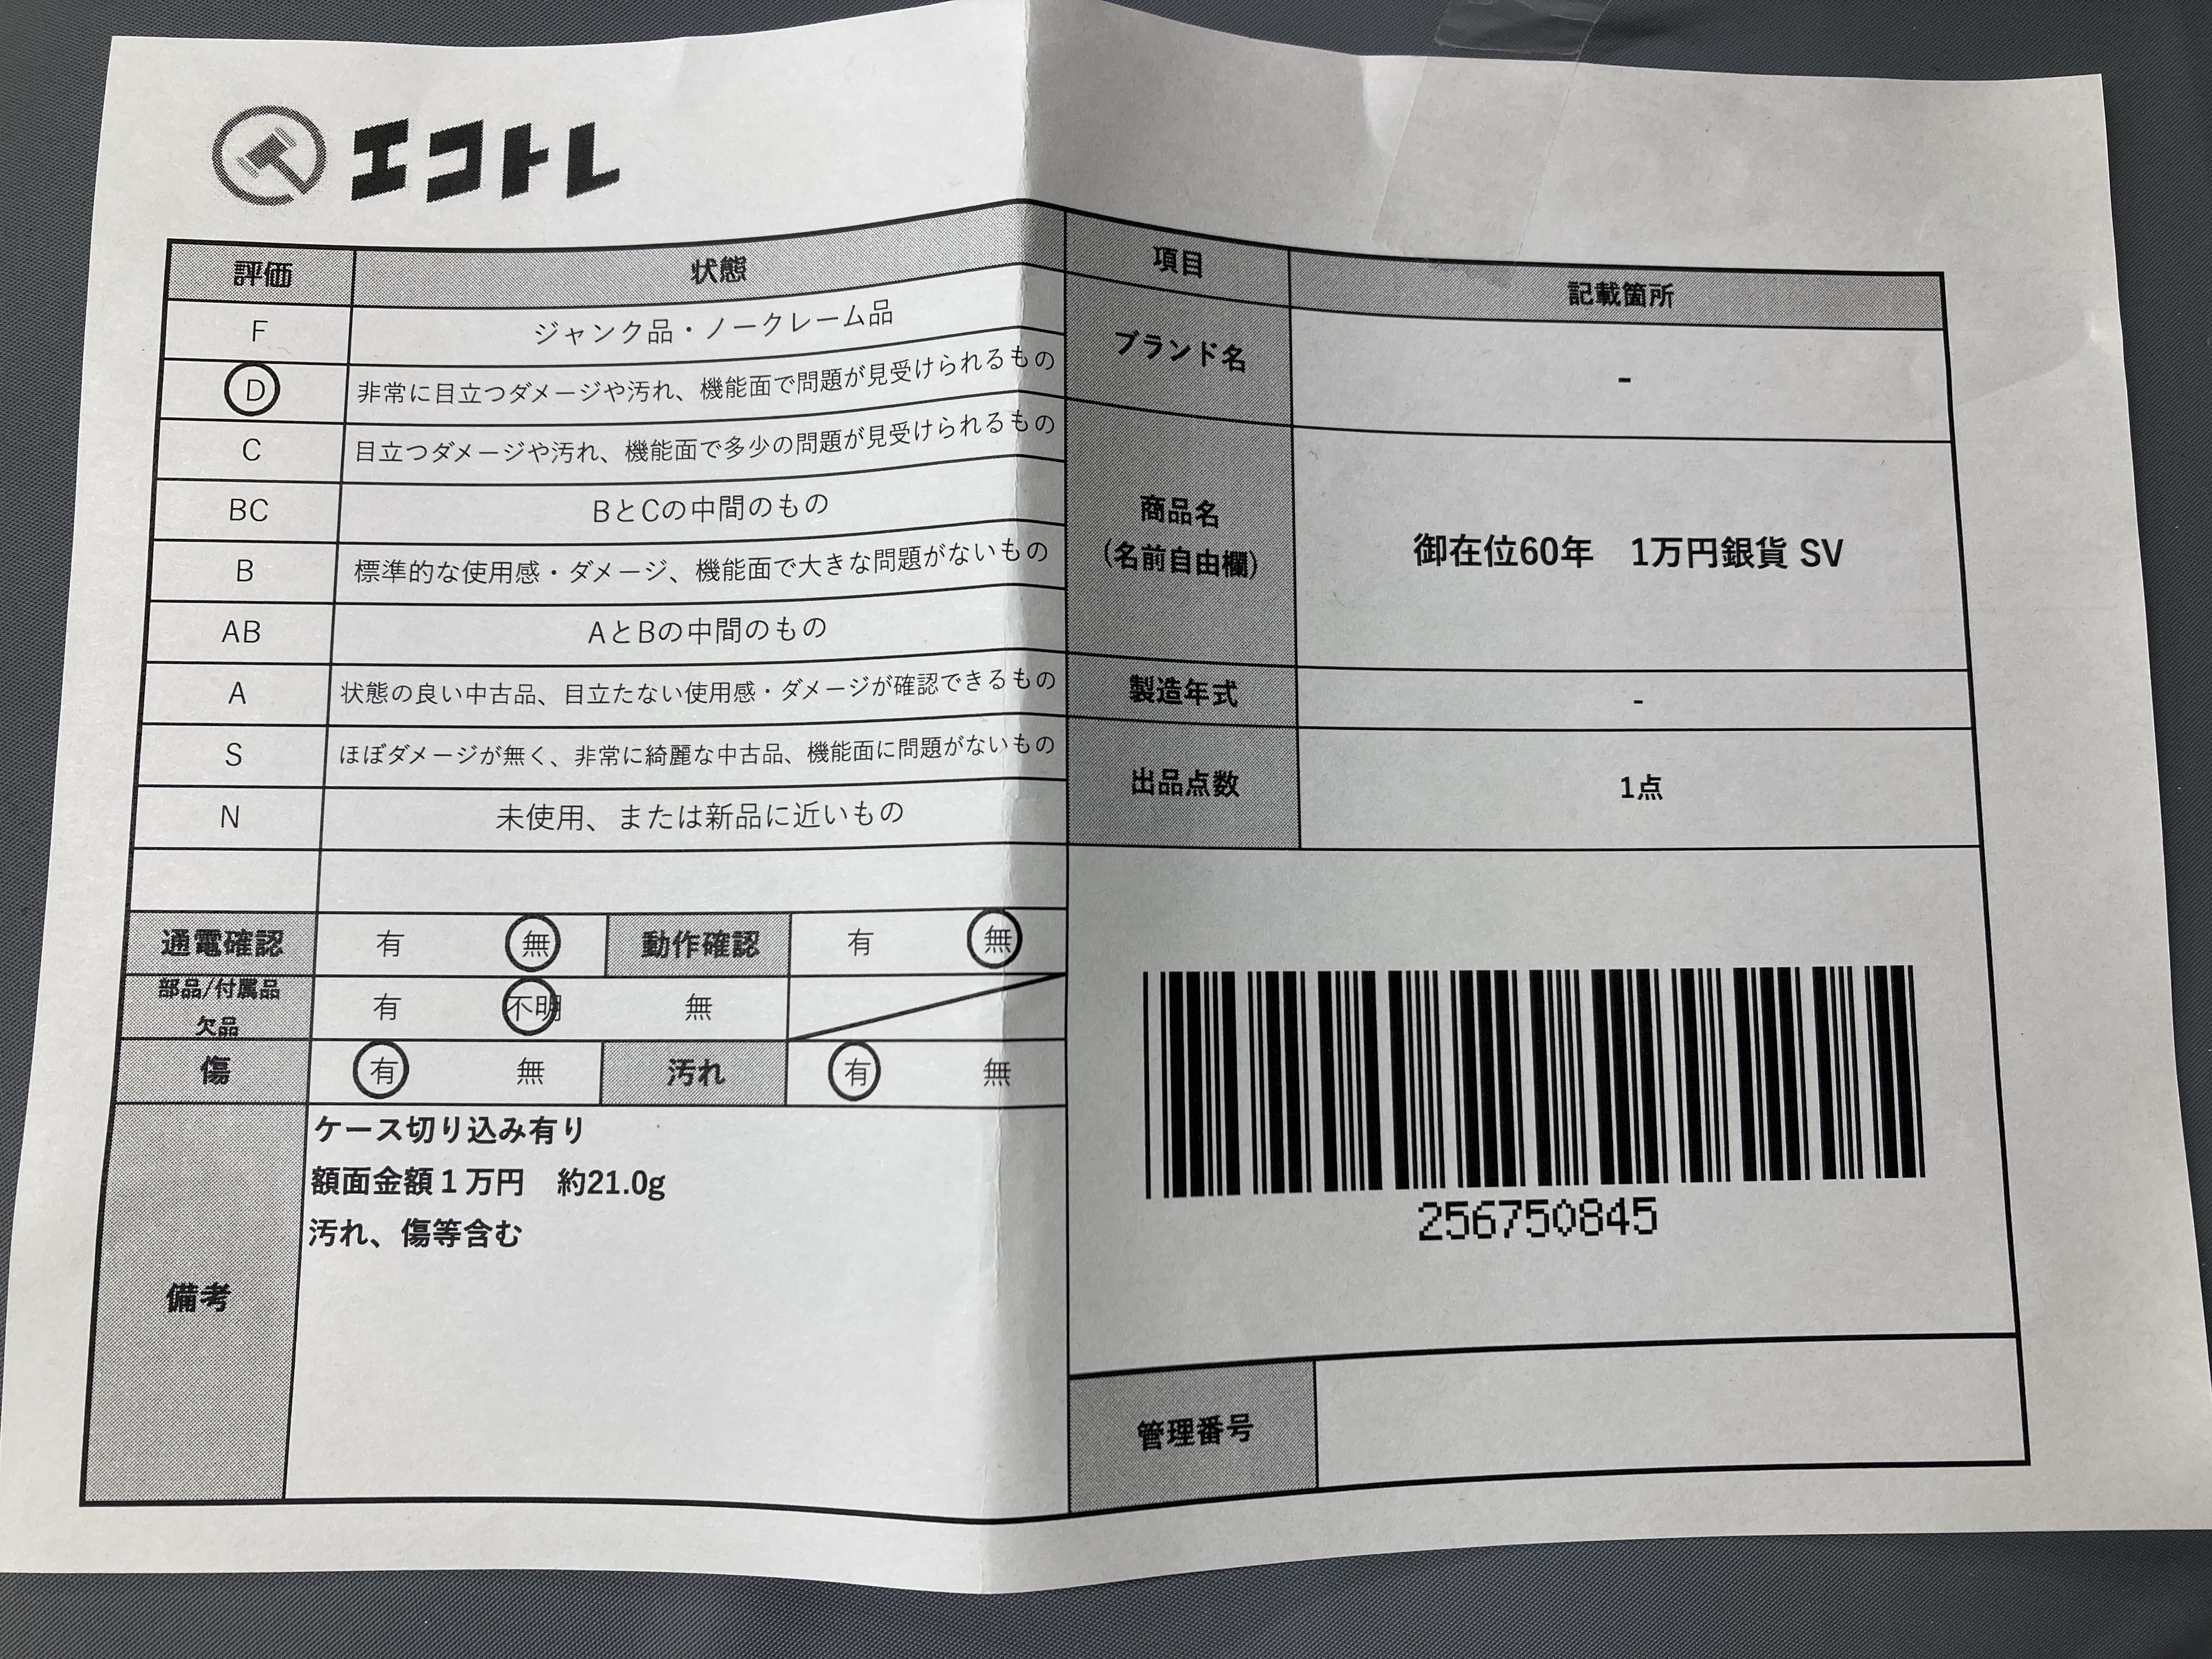 エコトレ
評価 状態
F ジャンク品・ノークレーム品
D 非常に目立つダメージや汚れ、機能面で問題が見受けられるもの
C 目立つダメージや汚れ、機能面で多少の問題が見受けられるもの
BC BとCの中間のもの
B 標準的な使用感・ダメージ、機能面で大きな問題がないもの
AB AとBの中間のもの
A 状態の良い中古品、目立たない使用感・ダメージが確認できるもの
S ほぼダメージが無く、非常に綺麗な中古品、機能面に問題がないもの
N 未使用、または新品に近いもの
通電確認 有 無 動作確認 有 無
部品/付属品
欠品 有 不明 無
傷 有 無 汚れ 有 無
備考
ケース切り込み有り
額面金額1万円 約21.0g
汚れ、傷等含む
項目 記載箇所
ブランド名 -
商品名
(名前自由欄)
御在位60年 1万円銀貨 SV
製造年式 -
出品点数 1点
256750845
管理番号